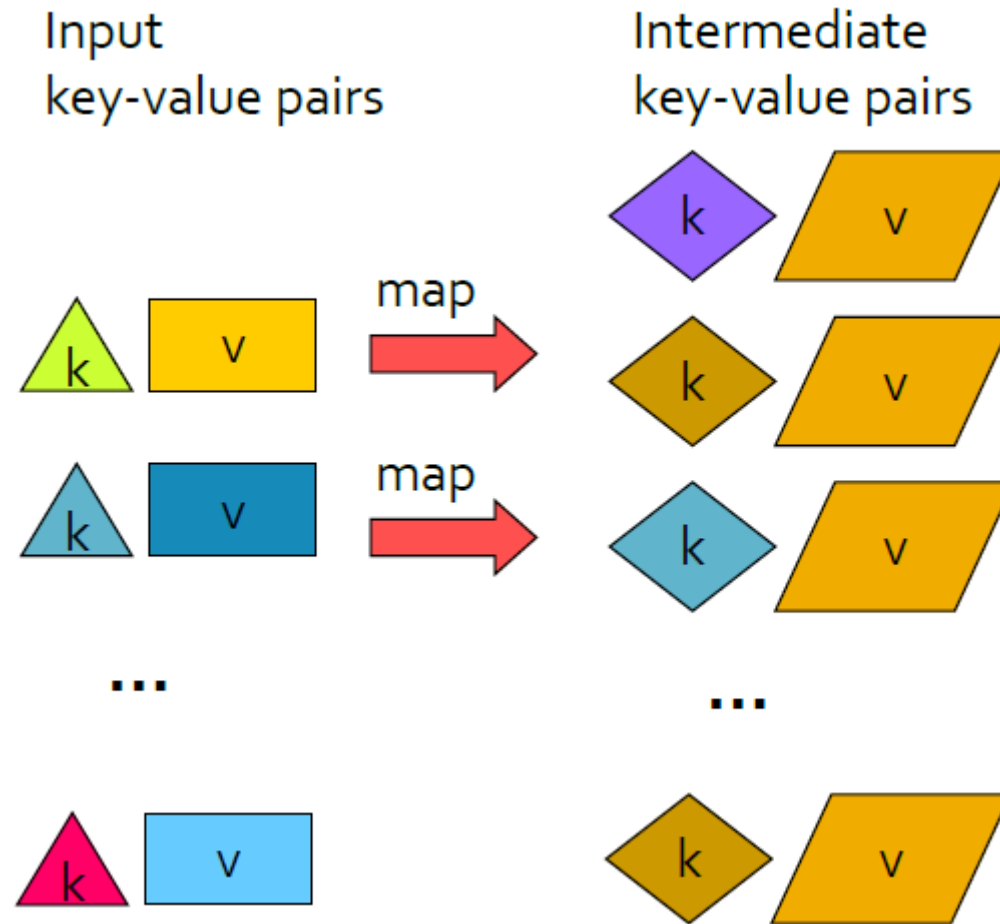 Input
key-value pairs
Intermediate
key-value pairs
k v
k v
map
k v
k v
map
k v
k v
...
...
k v
k v